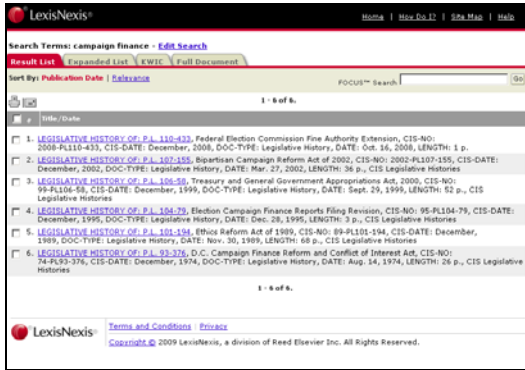 LexisNexis®
Home | How Do I? | Site Map | Help
Search Terms: campaign finance - Edit Search
Result List Expanded List KWIC Full Document
Sort By: Publication Date | Relevance FOCUS™ Search Go
1 - 6 of 6.
Title/Date
1. LEGISLATIVE HISTORY OF: P.L. 110-433, Federal Election Commission Fine Authority Extension, CIS-NO:
2008-PL110-433, CIS-DATE: December, 2008, DOC-TYPE: Legislative History, DATE: Oct. 16, 2008, LENGTH: 1 p.
2. LEGISLATIVE HISTORY OF: P.L. 107-155, Bipartisan Campaign Reform Act of 2002, CIS-NO: 2002-PL107-155, CIS-DATE:
December, 2002, DOC-TYPE: Legislative History, DATE: Mar. 27, 2002, LENGTH: 36 p., CIS Legislative Histories
3. LEGISLATIVE HISTORY OF: P.L. 106-58, Treasury and General Government Appropriations Act, 2000, CIS-NO:
99-PL106-58, CIS-DATE: December, 1999, DOC-TYPE: Legislative History, DATE: Sept. 29, 1999, LENGTH: 52 p., CIS
Legislative Histories
4. LEGISLATIVE HISTORY OF: P.L. 104-79, Election Campaign Finance Reports Filing Revision, CIS-NO: 95-PL104-79, CIS-DATE:
December, 1995, DOC-TYPE: Legislative History, DATE: Dec. 28, 1995, LENGTH: 3 p., CIS Legislative Histories
5. LEGISLATIVE HISTORY OF: P.L. 101-194, Ethics Reform Act of 1989, CIS-NO: 89-PL101-194, CIS-DATE: December,
1989, DOC-TYPE: Legislative History, DATE: Nov. 30, 1989, LENGTH: 68 p., CIS Legislative Histories
6. LEGISLATIVE HISTORY OF: P.L. 93-376, D.C. Campaign Finance Reform and Conflict of Interest Act, CIS-NO:
74-PL93-376, CIS-DATE: December, 1974, DOC-TYPE: Legislative History, DATE: Aug. 14, 1974, LENGTH: 26 p., CIS Legislative
Histories
1 - 6 of 6.
LexisNexis® Terms and Conditions | Privacy
Copyright © 2009 LexisNexis, a division of Reed Elsevier Inc. All Rights Reserved.